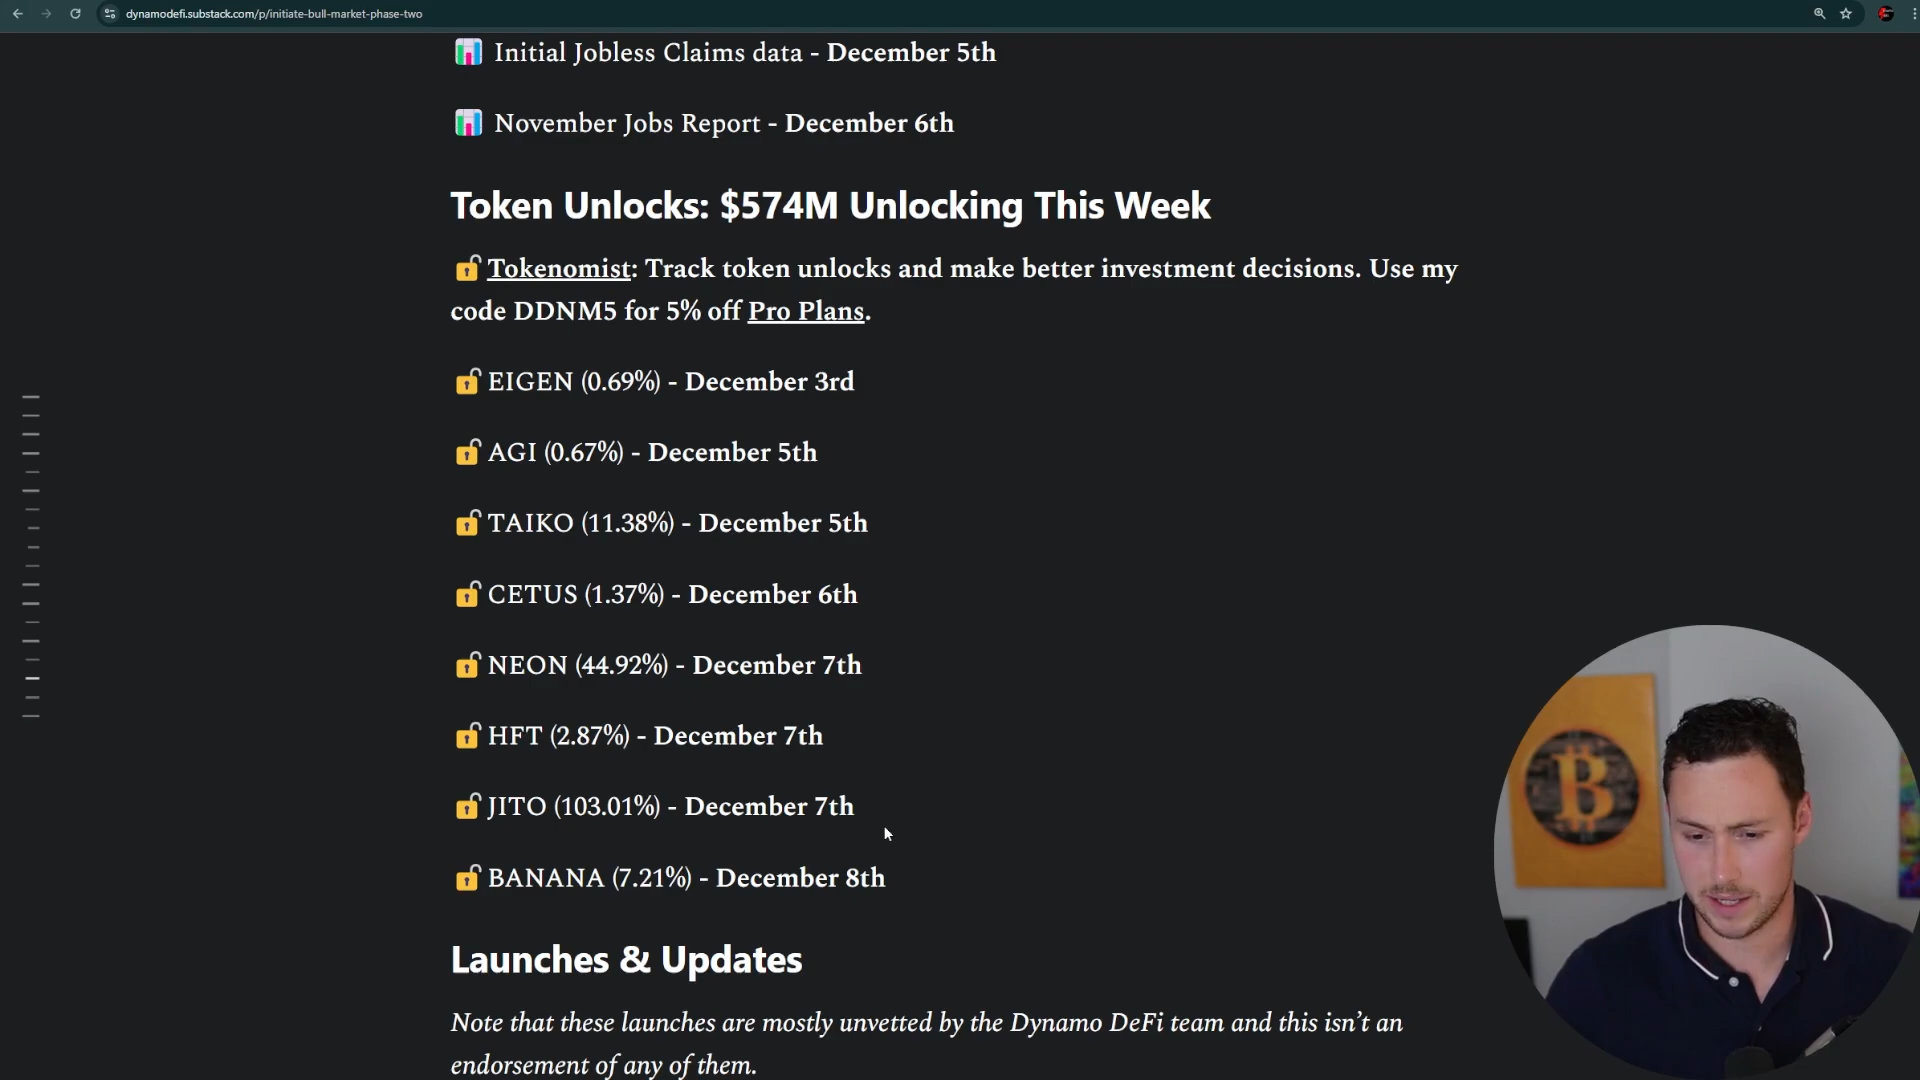 dynamodefi.substack.com/p/initiate-bull-market-phase-two
Initial Jobless Claims data - December 5th
November Jobs Report - December 6th
Token Unlocks: $574M Unlocking This Week
Tokenomist: Track token unlocks and make better investment decisions. Use my
code DDNM5 for 5% off Pro Plans.
EIGEN (0.69%) - December 3rd
AGI (0.67%) - December 5th
TAIKO (11.38%) - December 5th
CETUS (1.37%) - December 6th
NEON (44.92%) - December 7th
HFT (2.87%) - December 7th
JITO (103.01%) - December 7th
BANANA (7.21%) - December 8th
Launches & Updates
Note that these launches are mostly unvetted by the Dynamo DeFi team and this isn’t an
endorsement of any of them.